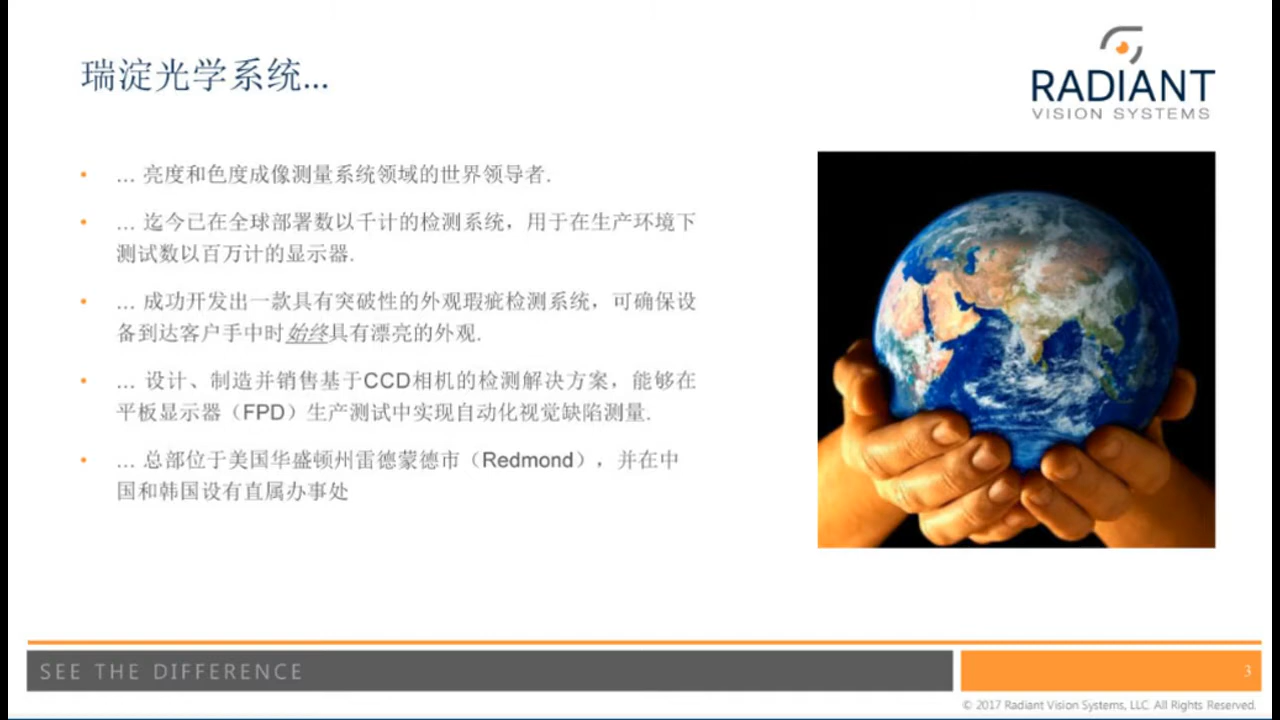 瑞淀光学系统...
RADIANT
VISION SYSTEMS
• ... 亮度和色度成像测量系统领域的世界领导者.
• ... 迄今已在全球部署数以千计的检测系统，用于在生产环境下
测试数以百万计的显示器.
• ... 成功开发出一款具有突破性的外观瑕疵检测系统，可确保设
备到达客户手中时始终具有漂亮的外观.
• ... 设计、制造并销售基于CCD相机的检测解决方案，能够在
平板显示器（FPD）生产测试中实现自动化视觉缺陷测量.
• ... 总部位于美国华盛顿州雷德蒙德市（Redmond），并在中
国和韩国设有直属办事处
SEE THE DIFFERENCE
3
© 2017 Radiant Vision Systems, LLC. All Rights Reserved.